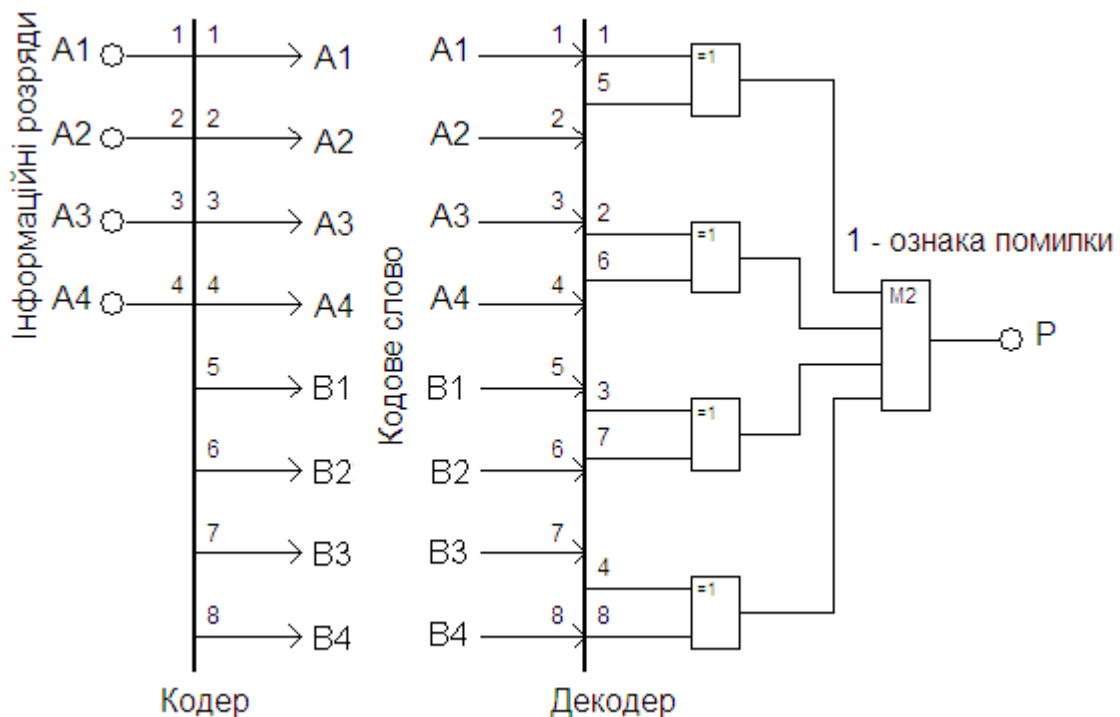 Інформаційні розряди
A1
1
1
A1
A2
2
2
A2
A3
3
3
A3
A4
4
4
A4
5
B1
6
B2
7
B3
8
B4
Кодер
Кодове слово
A1
1
1
=1
5
A2
2
A3
3
2
=1
6
A4
4
B1
5
3
=1
7
B2
6
B3
7
4
=1
B4
8
8
1 - ознака помилки
M2
P
Декодер